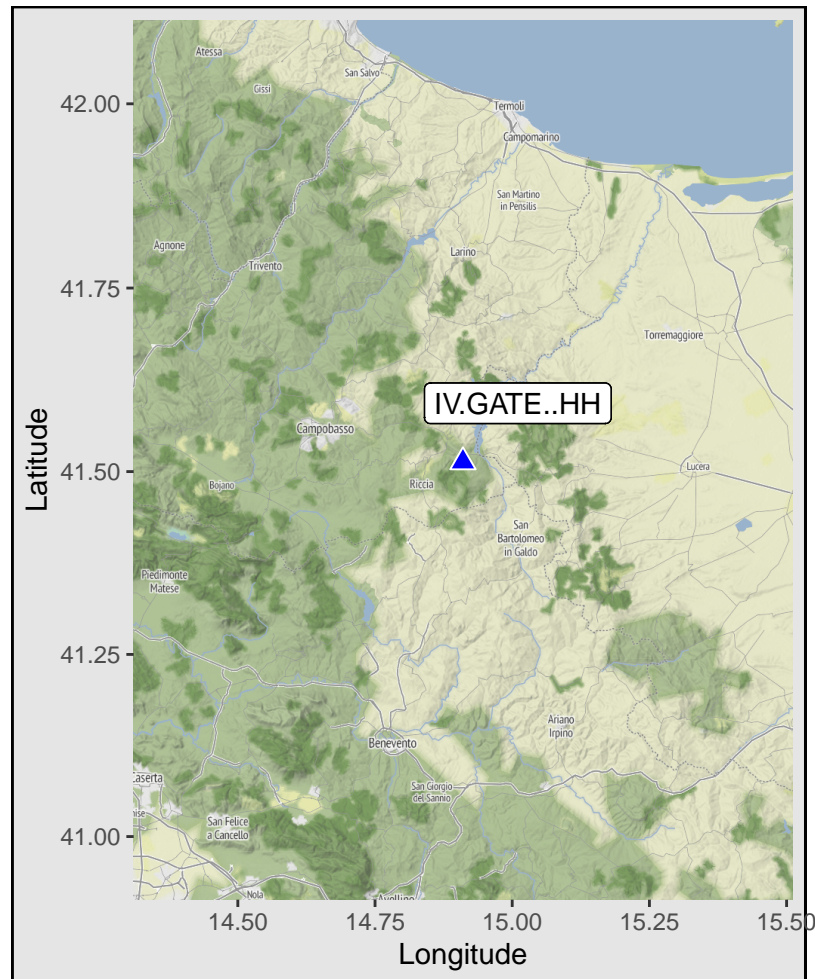 Atessa
San Salvo
Gissi
42.00
Termoli
Campomarino
San Martino
in Pensilis
Agnone
Larino
Trivento
41.75
Torremaggiore
IV.GATE..HH
Campobasso
Latitude
41.50
Lucera
Riccia
Bojano
San
Bartolomeo
in Galdo
Piedimonte
Matese
41.25
Ariano
Irpino
Benevento
Caserta
San Giorgio
del Sannio
San Felice
a Cancello
41.00
Nola
Avellino
14.50 14.75 15.00 15.25 15.50
Longitude